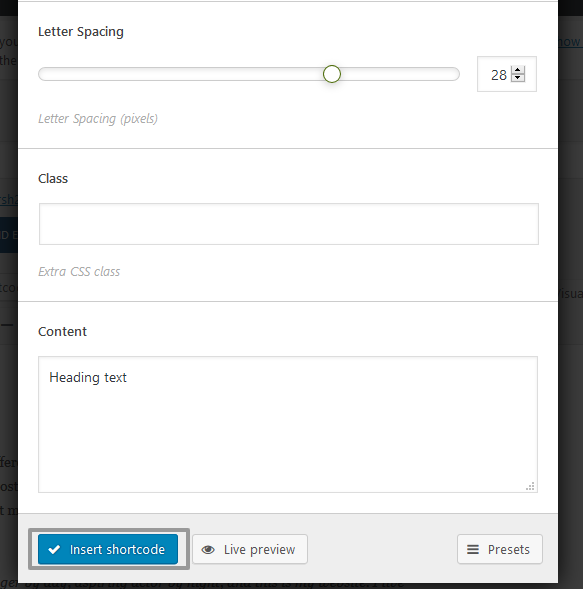 Letter Spacing
28
Letter Spacing (pixels)
Class
Extra CSS class
Content
Heading text
Insert shortcode
Live preview
Presets